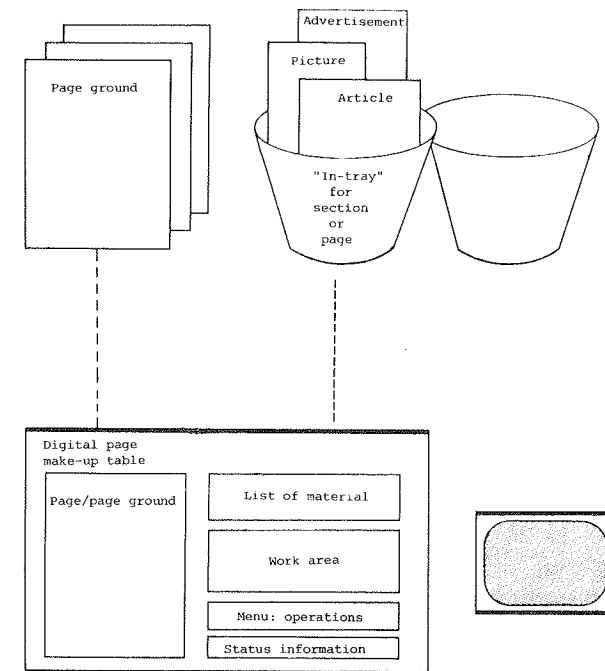 Page ground
Advertisement
Picture
Article
"In-tray"
for
section
or
page
Digital page
make-up table
Page/page ground
List of material
Work area
Menu: operations
Status information